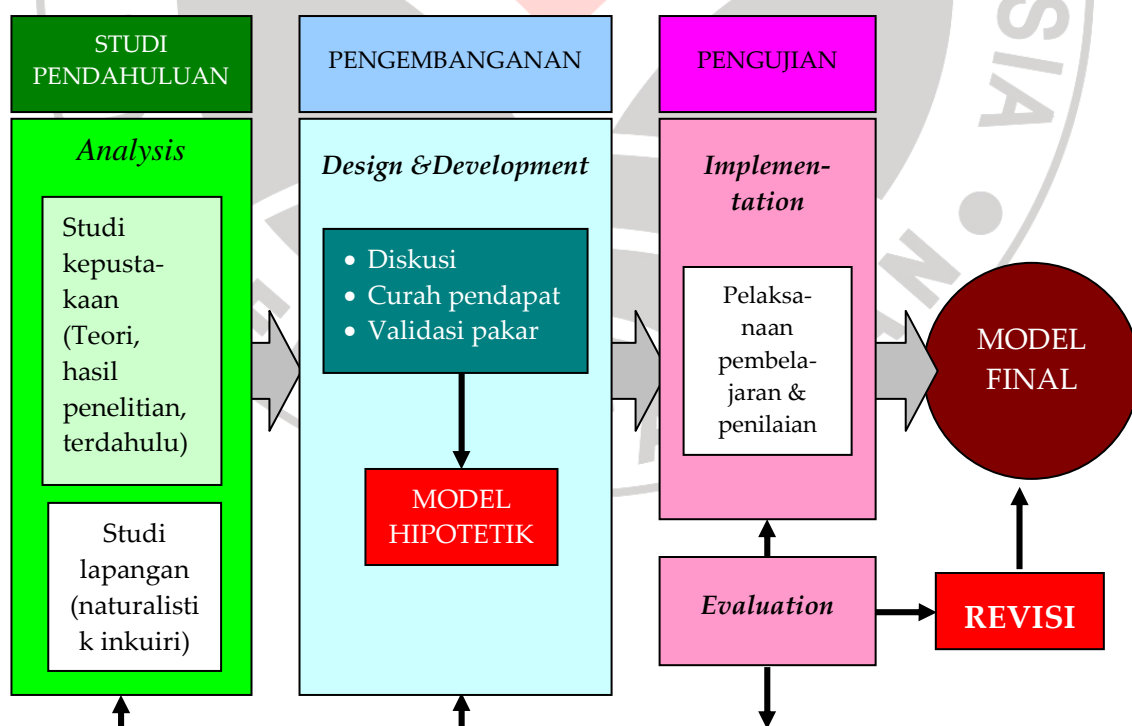 STUDI
PENDAHULUAN
PENGEMBANGANAN
PENGUJIAN
Analysis
Studi
kepusta-
kaan
(Teori,
hasil
penelitian,
terdahulu)
Studi
lapangan
(naturalisti
k inkuiri)
Design &Development
• Diskusi
• Curah pendapat
• Validasi pakar
MODEL
HIPOTETIK
Implemen-
tation
Pelaksa-
naan
pembela-
jaran &
penilaian
Evaluation
REVISI
MODEL
FINAL
SIA